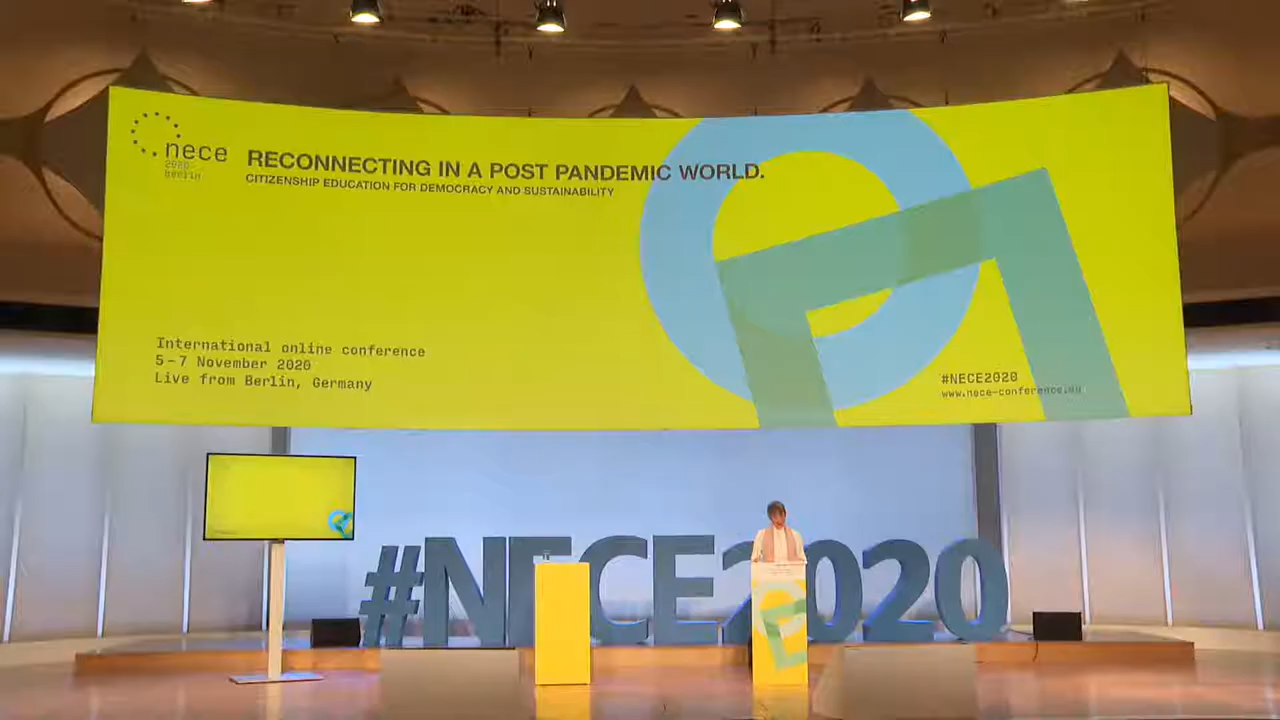 nece
2020
berlin
RECONNECTING IN A POST PANDEMIC WORLD.
CITIZENSHIP EDUCATION FOR DEMOCRACY AND SUSTAINABILITY
International online conference
5-7 November 2020
Live from Berlin, Germany
#NECE2020
www.nece-conference.eu
#NECE2020